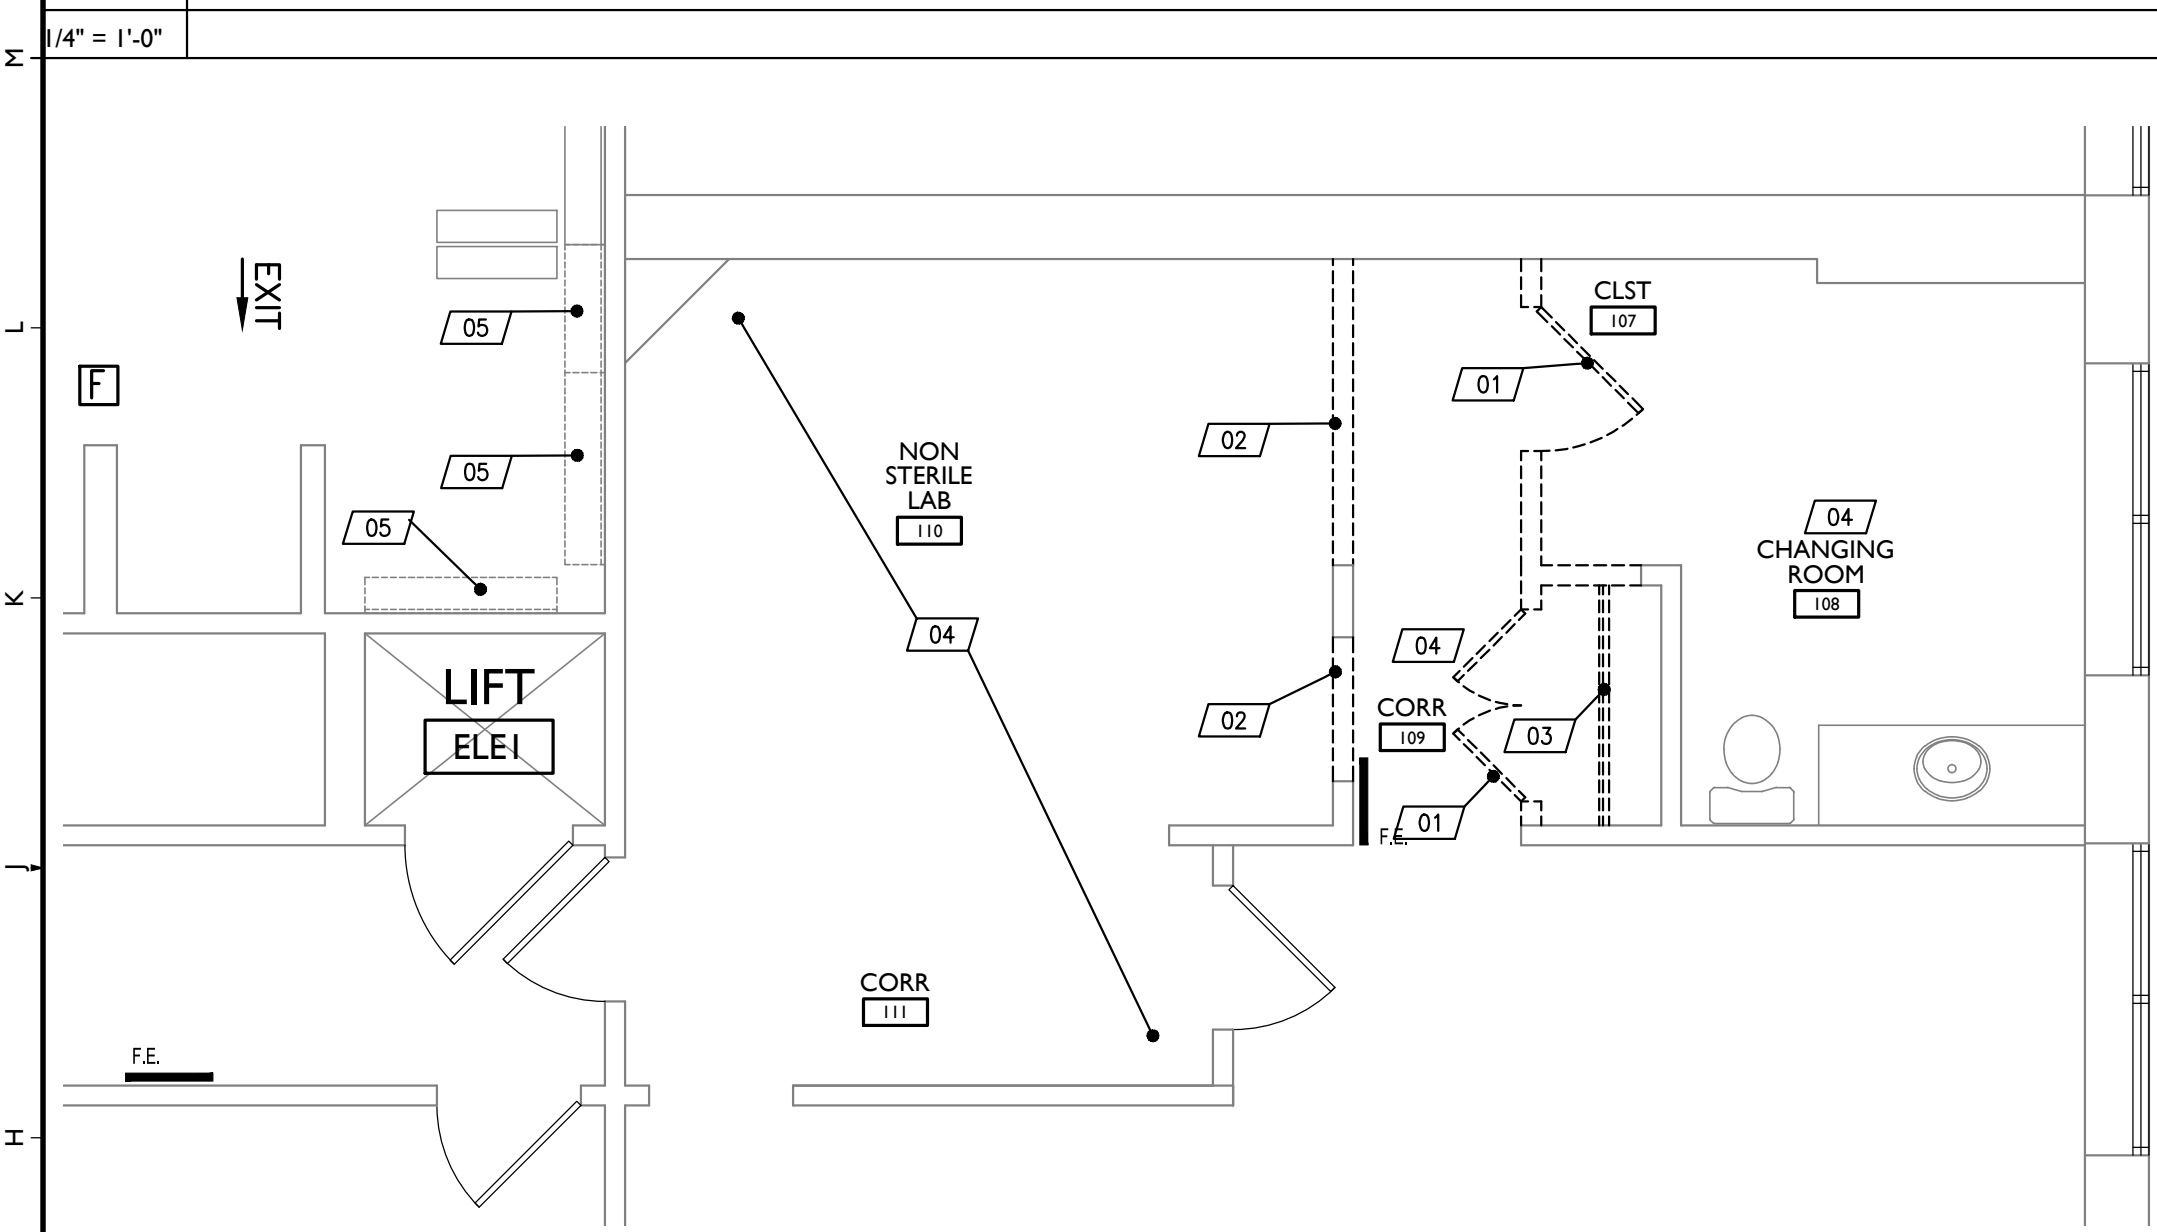 1/4" = 1'-0"
M
L
K
J
H
EXIT
F
05
05
05
LIFT
ELE1
F.E.
NON
STERILE
LAB
110
04
CORR
111
02
02
CLST
107
01
04
CORR
109
03
01
F.E.
04
CHANGING
ROOM
108